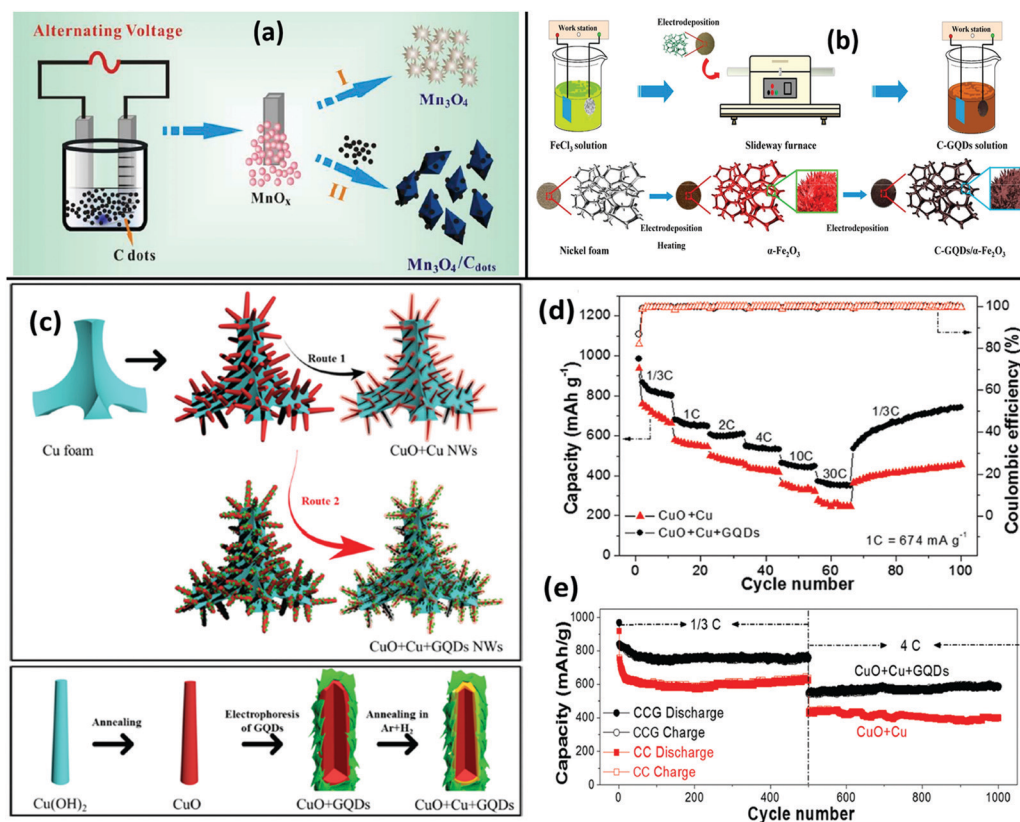 (a)
Alternating Voltage
C dots
MnOx
I
II
Mn3O4
Mn3O4/Cdots
(b)
Work station
FeCl3 solution
Electrodeposition
Slideway furnace
Work station
C-GQDs solution
Nickel foam
Electrodeposition
Heating
α-Fe2O3
Electrodeposition
C-GQDs/α-Fe2O3
(c)
Cu foam
Route 1
CuO+Cu NWs
Route 2
CuO+Cu+GQDs NWs
Cu(OH)2
Annealing
CuO
Electrophoresis
of GQDs
CuO+GQDs
Annealing in
Ar+H2
CuO+Cu+GQDs
(d)
Capacity (mAh g-1)
1200
1000
800
600
400
200
0
1/3C
1C
2C
4C
10C
30C
1/3C
CuO+Cu
CuO+Cu+GQDs
1C = 674 mA g-1
0 20 40 60 80 100
Cycle number
100
80
60
40
20
0
Coulombic efficiency (%)
(e)
Capacity (mAh/g)
1000
800
600
400
200
0
1/3 C
4 C
CuO+Cu+GQDs
CuO+Cu
CCG Discharge
CCG Charge
CC Discharge
CC Charge
0 200 400 600 800 1000
Cycle number